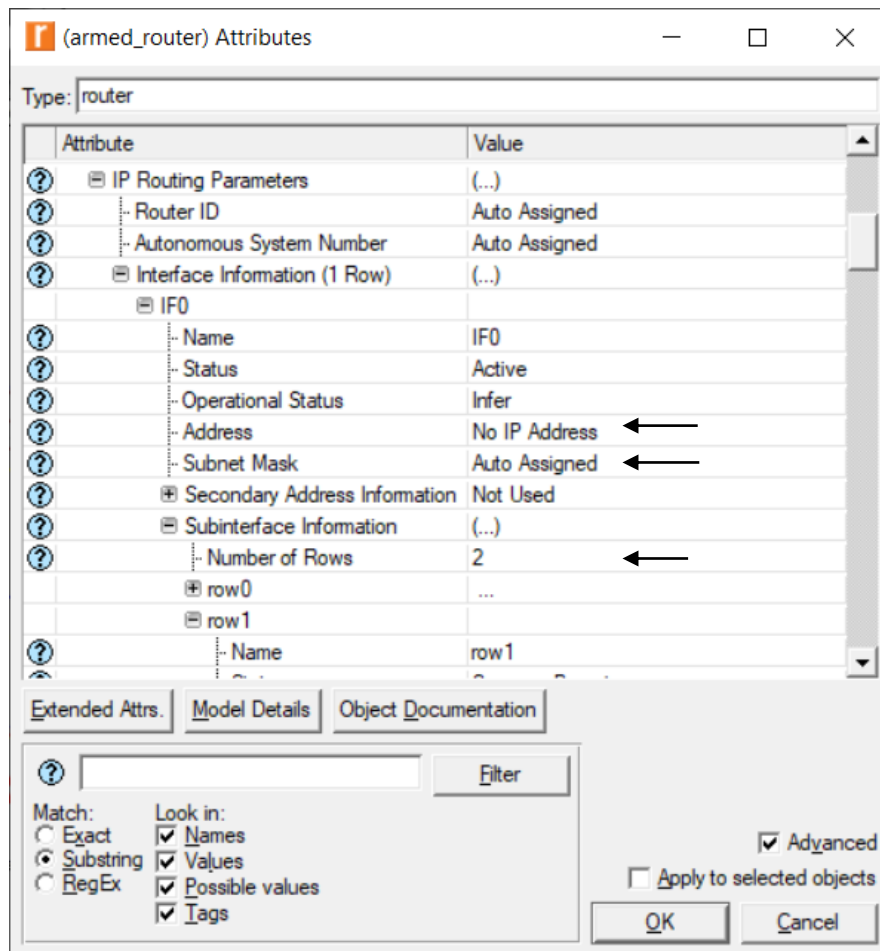 (armed_router) Attributes
Type: router
Attribute Value
IP Routing Parameters (...)
Router ID Auto Assigned
Autonomous System Number Auto Assigned
Interface Information (1 Row) (...)
IF0
Name IF0
Status Active
Operational Status Infer
Address No IP Address
Subnet Mask Auto Assigned
Secondary Address Information Not Used
Subinterface Information (...)
Number of Rows 2
row0 ...
row1
Name row1
Extended Attrs. Model Details Object Documentation
Filter
Match: Look in:
Exact Names
Substring Values
RegEx Possible values
Tags
Advanced
Apply to selected objects
OK Cancel